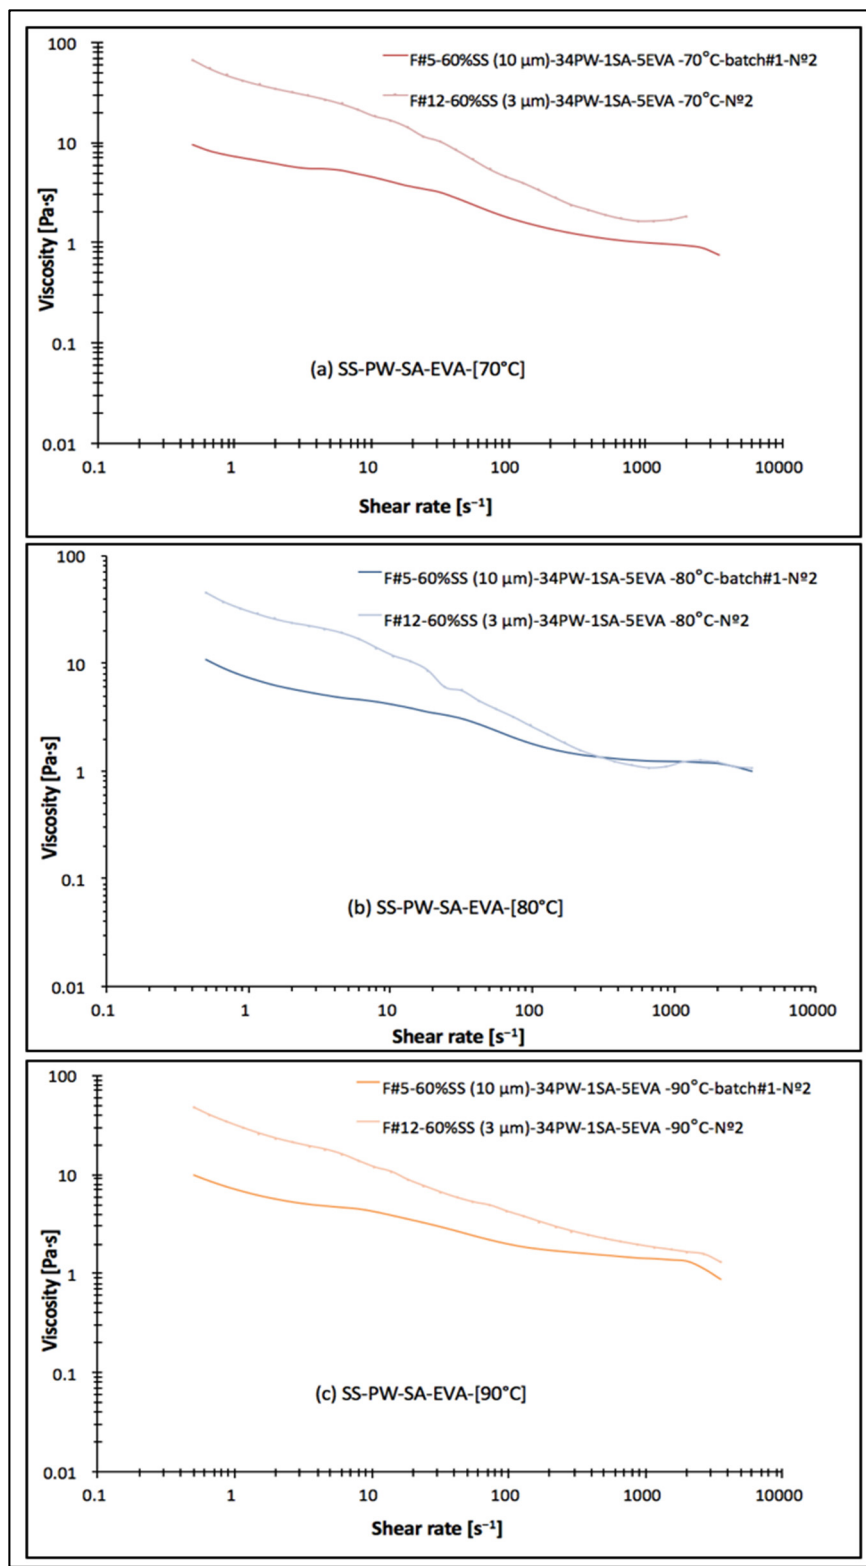 100
F#5-60%SS (10 µm)-34PW-1SA-5EVA -70°C-batch#1-Nº2
F#12-60%SS (3 µm)-34PW-1SA-5EVA -70°C-Nº2
10
1
0.1
0.01
Viscosity [Pa·s]
(a) SS-PW-SA-EVA-[70°C]
0.1 1 10 100 1000 10000
Shear rate [s⁻¹]
100
F#5-60%SS (10 µm)-34PW-1SA-5EVA -80°C-batch#1-Nº2
F#12-60%SS (3 µm)-34PW-1SA-5EVA -80°C-Nº2
10
1
0.1
0.01
Viscosity [Pa·s]
(b) SS-PW-SA-EVA-[80°C]
0.1 1 10 100 1000 10000
Shear rate [s⁻¹]
100
F#5-60%SS (10 µm)-34PW-1SA-5EVA -90°C-batch#1-Nº2
F#12-60%SS (3 µm)-34PW-1SA-5EVA -90°C-Nº2
10
1
0.1
0.01
Viscosity [Pa·s]
(c) SS-PW-SA-EVA-[90°C]
0.1 1 10 100 1000 10000
Shear rate [s⁻¹]